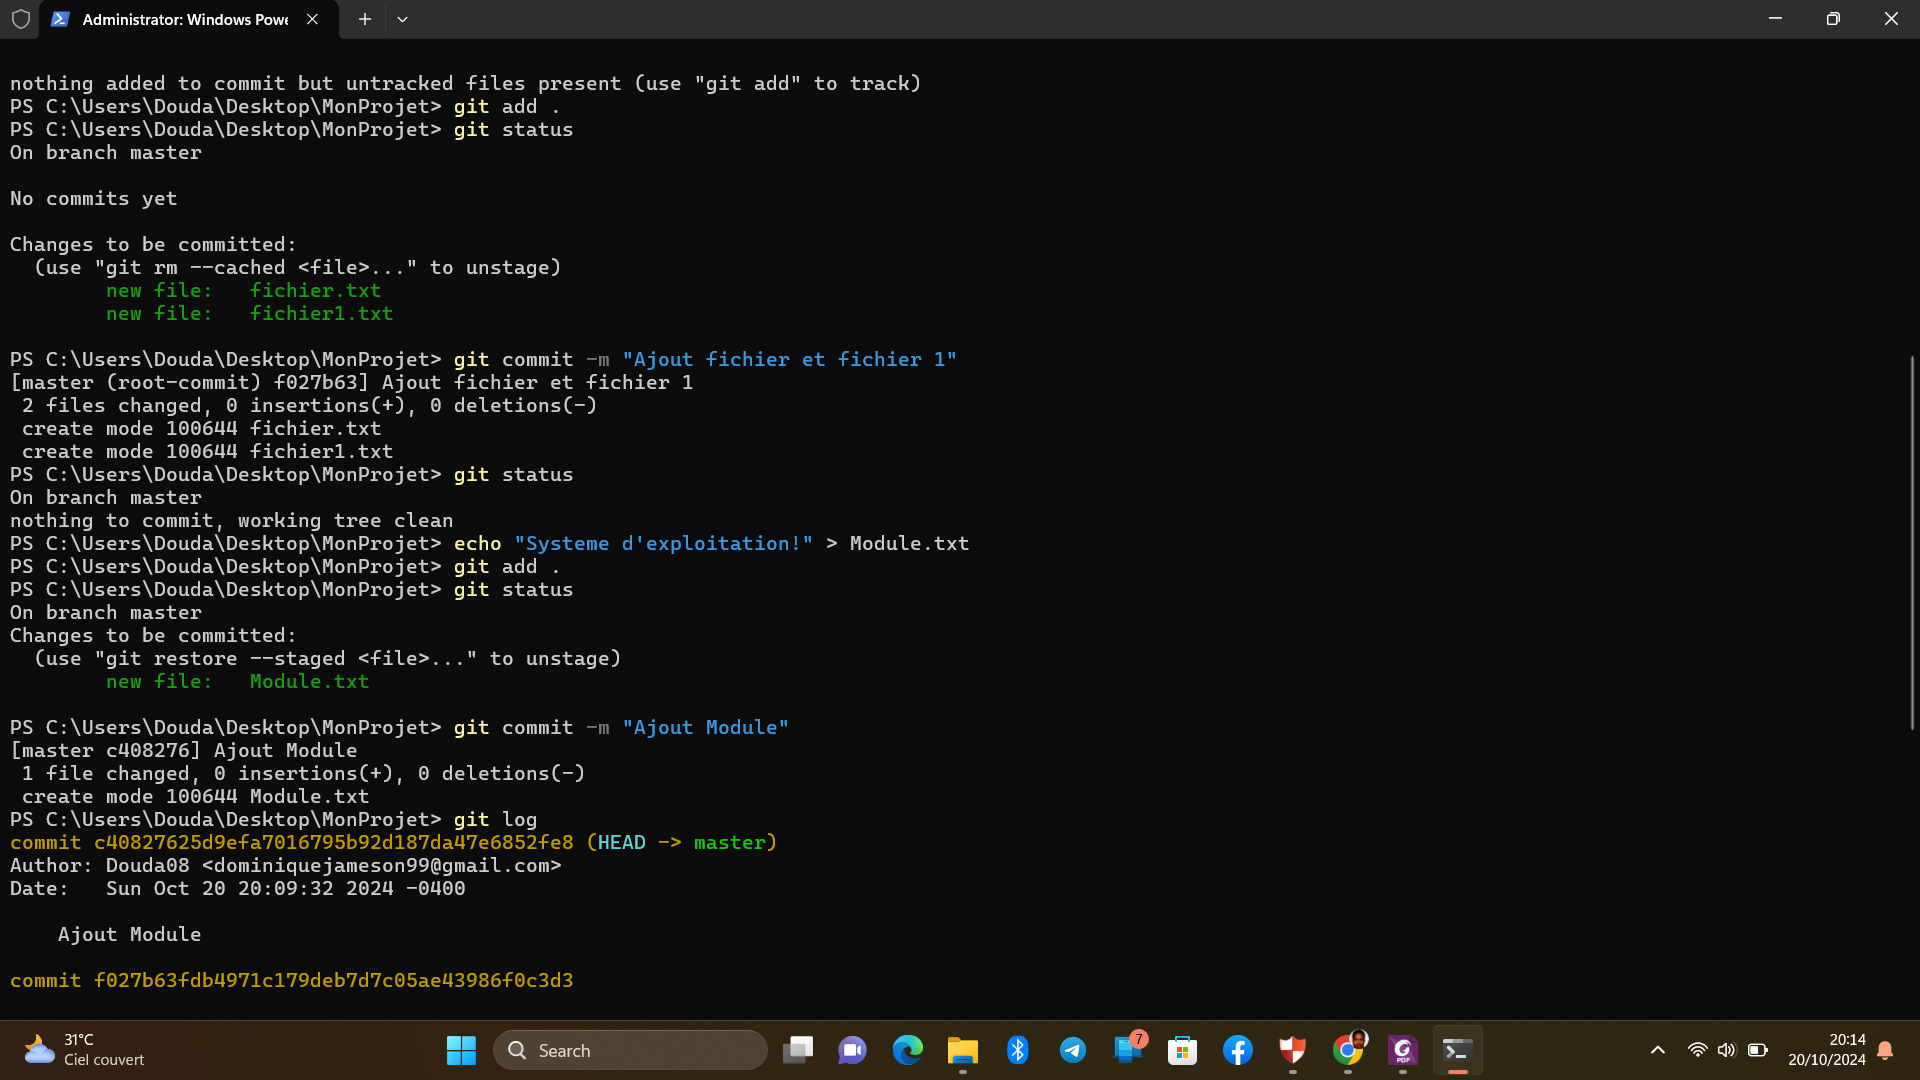 Administrator: Windows Powe
nothing added to commit but untracked files present (use "git add" to track)
PS C:\Users\Douda\Desktop\MonProjet> git add .
PS C:\Users\Douda\Desktop\MonProjet> git status
On branch master
No commits yet
Changes to be committed:
  (use "git rm --cached <file>..." to unstage)
        new file:   fichier.txt
        new file:   fichier1.txt
PS C:\Users\Douda\Desktop\MonProjet> git commit -m "Ajout fichier et fichier 1"
[master (root-commit) f027b63] Ajout fichier et fichier 1
 2 files changed, 0 insertions(+), 0 deletions(-)
 create mode 100644 fichier.txt
 create mode 100644 fichier1.txt
PS C:\Users\Douda\Desktop\MonProjet> git status
On branch master
nothing to commit, working tree clean
PS C:\Users\Douda\Desktop\MonProjet> echo "Systeme d'exploitation!" > Module.txt
PS C:\Users\Douda\Desktop\MonProjet> git add .
PS C:\Users\Douda\Desktop\MonProjet> git status
On branch master
Changes to be committed:
  (use "git restore --staged <file>..." to unstage)
        new file:   Module.txt
PS C:\Users\Douda\Desktop\MonProjet> git commit -m "Ajout Module"
[master c408276] Ajout Module
 1 file changed, 0 insertions(+), 0 deletions(-)
 create mode 100644 Module.txt
PS C:\Users\Douda\Desktop\MonProjet> git log
commit c40827625d9efa7016795b92d187da47e6852fe8 (HEAD -> master)
Author: Douda08 <dominiquejameson99@gmail.com>
Date:   Sun Oct 20 20:09:32 2024 -0400
    Ajout Module
commit f027b63fdb4971c179deb7d7c05ae43986f0c3d3
31°C
Ciel couvert
Search
7
PDF
20:14
20/10/2024